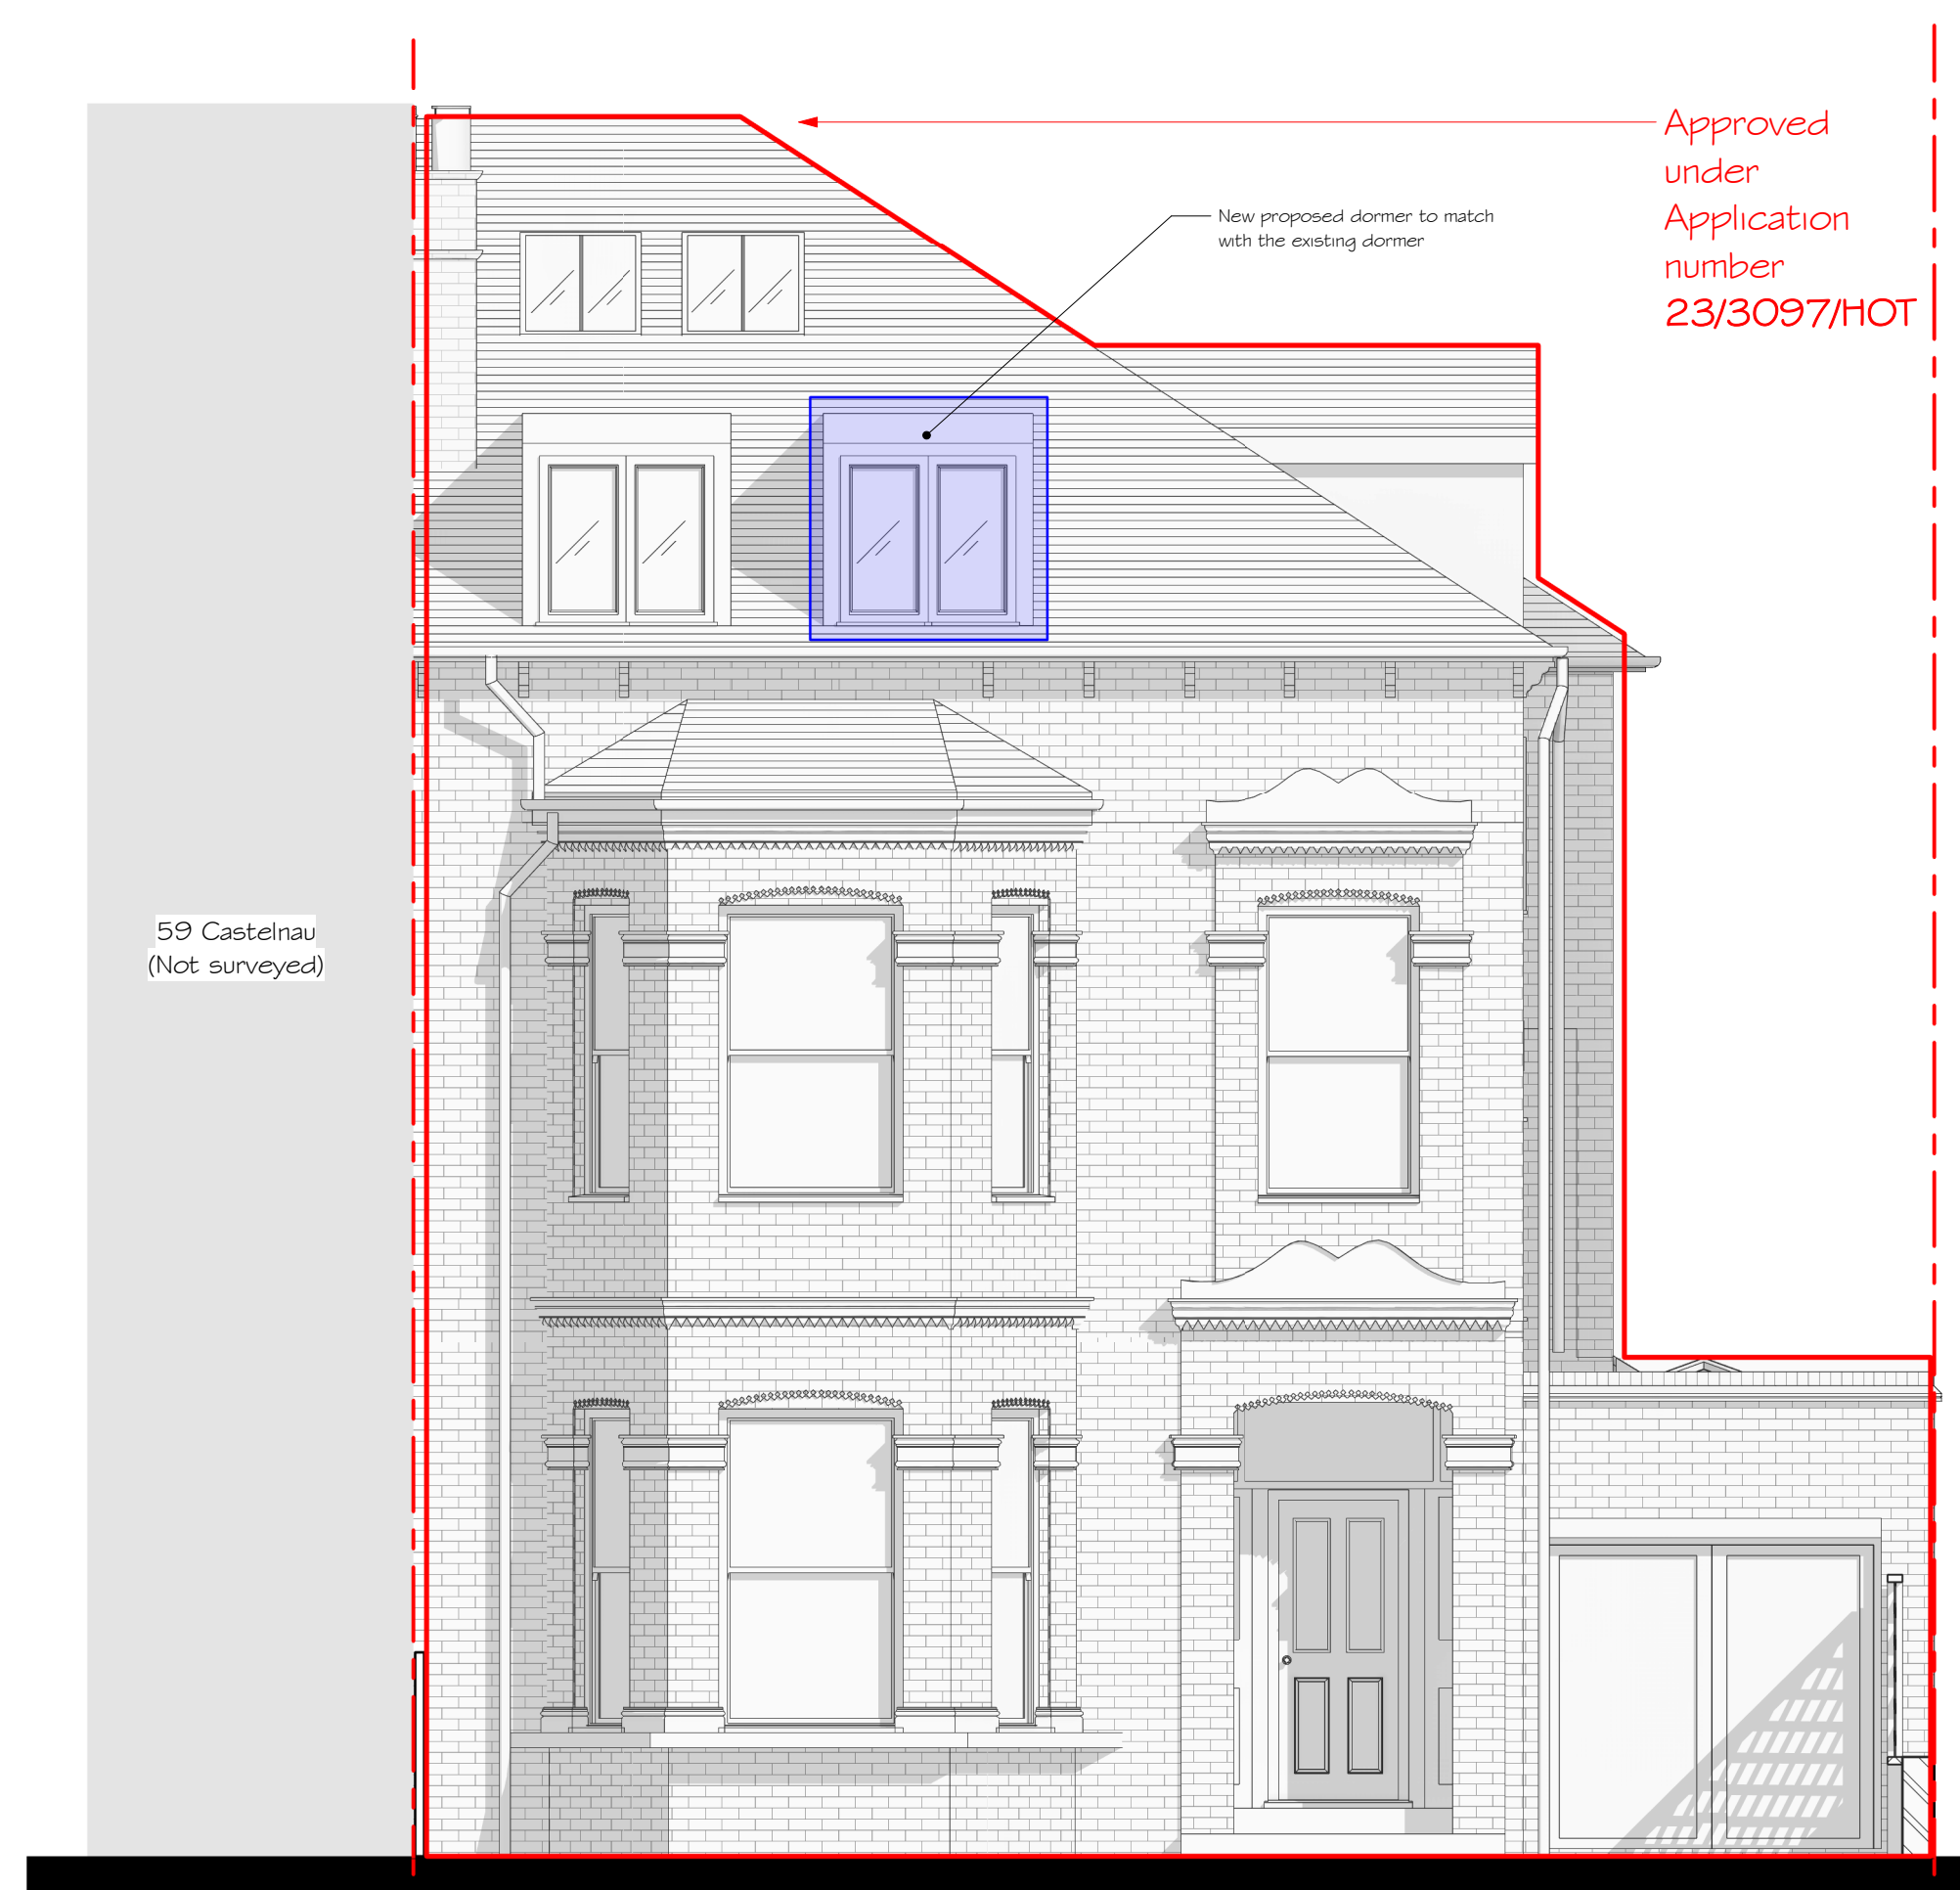 Approved
under
Application
number
23/3097/HOT
New proposed dormer to match
with the existing dormer
59 Castelnau
(Not surveyed)